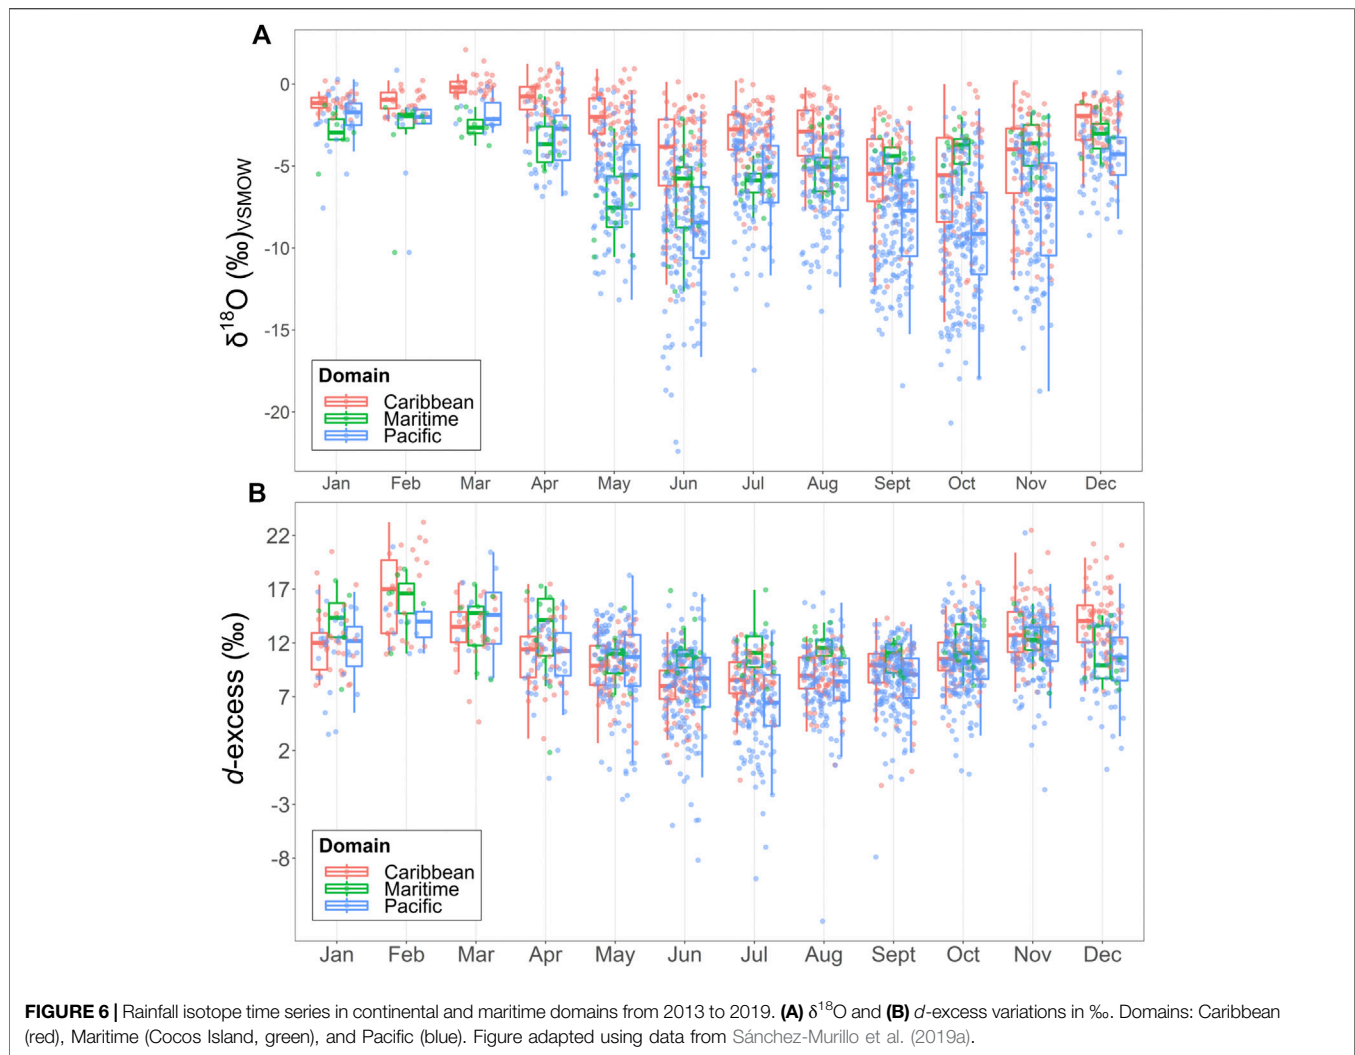 A
0
-5
-10
-15
-20
δ¹⁸O (‰)VSMOW
Domain
Caribbean
Maritime
Pacific
Jan Feb Mar Apr May Jun Jul Aug Sept Oct Nov Dec
B
22
17
12
7
2
-3
-8
d-excess (‰)
Domain
Caribbean
Maritime
Pacific
Jan Feb Mar Apr May Jun Jul Aug Sept Oct Nov Dec
FIGURE 6 | Rainfall isotope time series in continental and maritime domains from 2013 to 2019. (A) δ¹⁸O and (B) d-excess variations in ‰. Domains: Caribbean
(red), Maritime (Cocos Island, green), and Pacific (blue). Figure adapted using data from Sánchez-Murillo et al. (2019a).